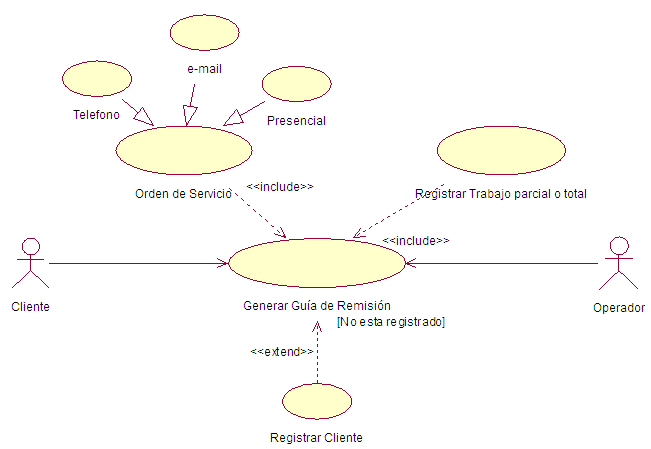 e-mail
Telefono
Presencial
Orden de Servicio
<<include>>
Registrar Trabajo parcial o total
<<include>>
Cliente
Generar Guía de Remisión
Operador
[No esta registrado]
<<extend>>
Registrar Cliente